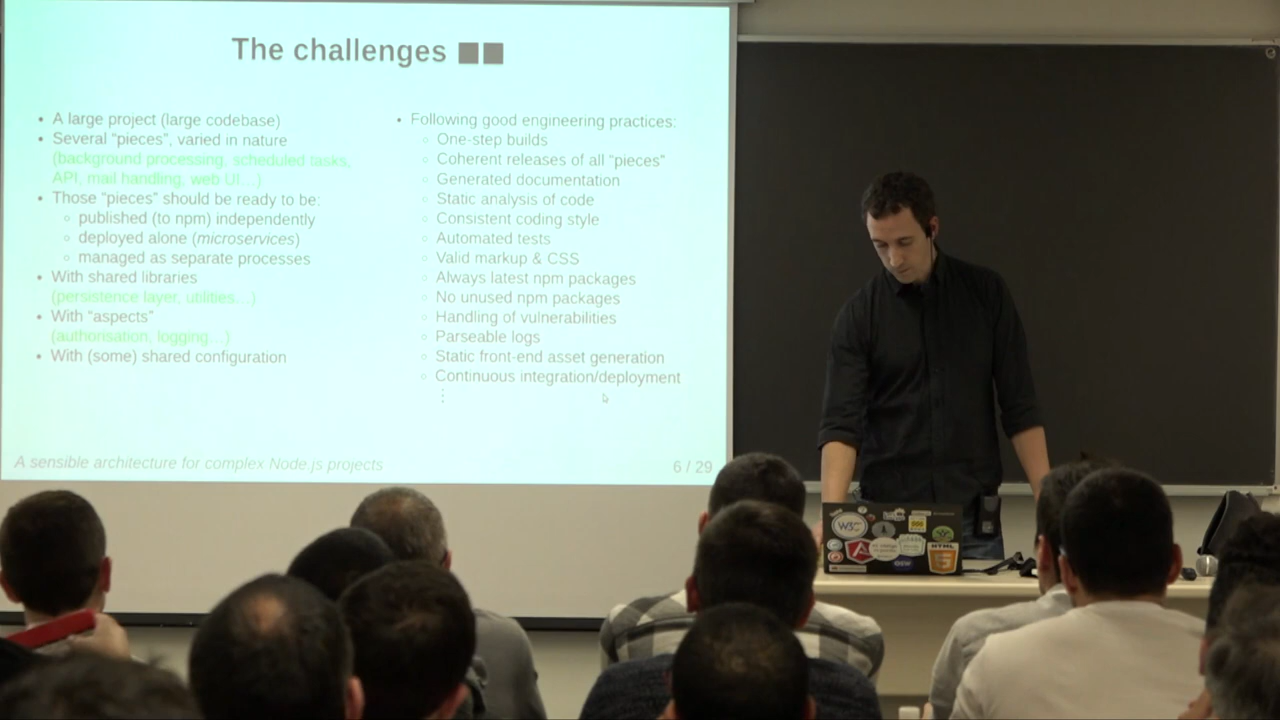 The challenges
• A large project (large codebase)
• Several "pieces", varied in nature
(background processing, scheduled tasks,
API, mail handling, web UI…)
• Those "pieces" should be ready to be:
◦ published (to npm) independently
◦ deployed alone (microservices)
◦ managed as separate processes
• With shared libraries
(persistence layer, utilities…)
• With "aspects"
(authorisation, logging…)
• With (some) shared configuration
• Following good engineering practices:
◦ One-step builds
◦ Coherent releases of all "pieces"
◦ Generated documentation
◦ Static analysis of code
◦ Consistent coding style
◦ Automated tests
◦ Valid markup & CSS
◦ Always latest npm packages
◦ No unused npm packages
◦ Handling of vulnerabilities
◦ Parseable logs
◦ Static front-end asset generation
◦ Continuous integration/deployment
⋮
A sensible architecture for complex Node.js projects
6 / 29
W3C
HTML
5